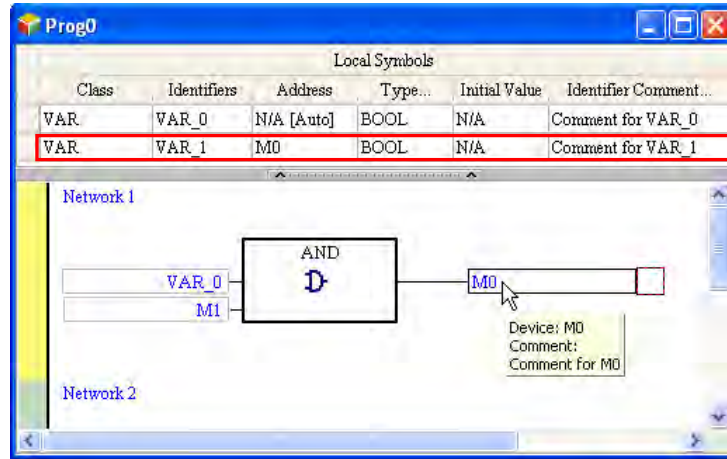 Prog0
Local Symbols
Class Identifiers Address Type... Initial Value Identifier Comment...
VAR VAR_0 N/A [Auto] BOOL N/A Comment for VAR_0
VAR VAR_1 M0 BOOL N/A Comment for VAR_1
Network 1
AND
VAR_0 M0
M1
Device: M0
Comment:
Comment for M0
Network 2